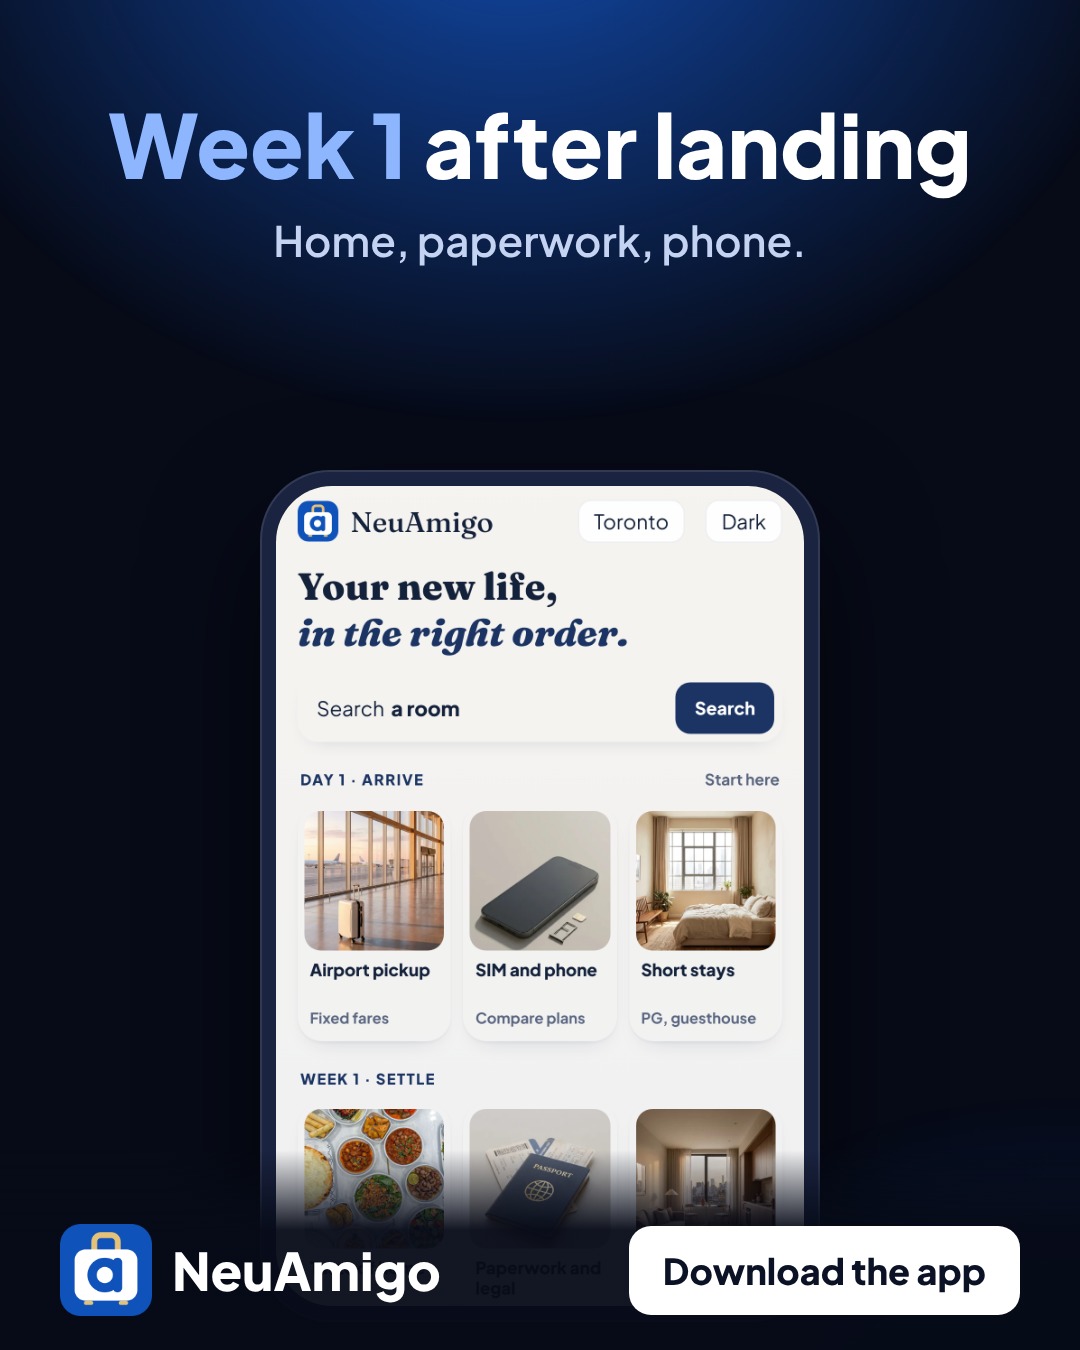 Week 1 after landing
Home, paperwork, phone.
NeuAmigo
Toronto
Dark
Your new life,
in the right order.
Search a room
Search
DAY 1 · ARRIVE
Start here
Airport pickup
Fixed fares
SIM and phone
Compare plans
Short stays
PG, guesthouse
WEEK 1 · SETTLE
PASSPORT
Paperwork and
legal
a NeuAmigo
Download the app